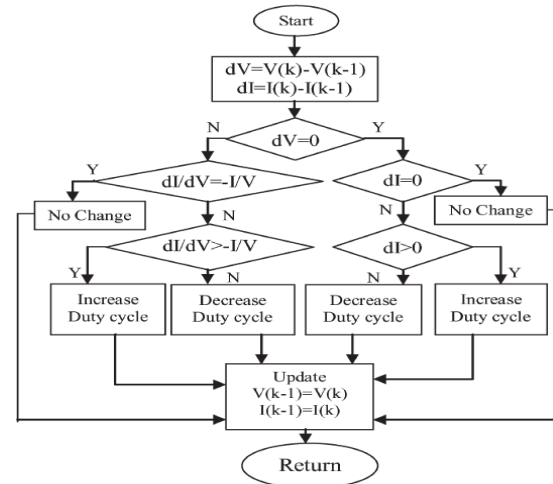 Start
dV=V(k)-V(k-1)
dI=I(k)-I(k-1)
N
Y
dV=0
Y
dI/dV=-I/V
dI=0
Y
No Change
N
N
No Change
dI/dV>-I/V
dI>0
Y
N
N
Y
Increase
Duty cycle
Decrease
Duty cycle
Decrease
Duty cycle
Increase
Duty cycle
Update
V(k-1)=V(k)
I(k-1)=I(k)
Return